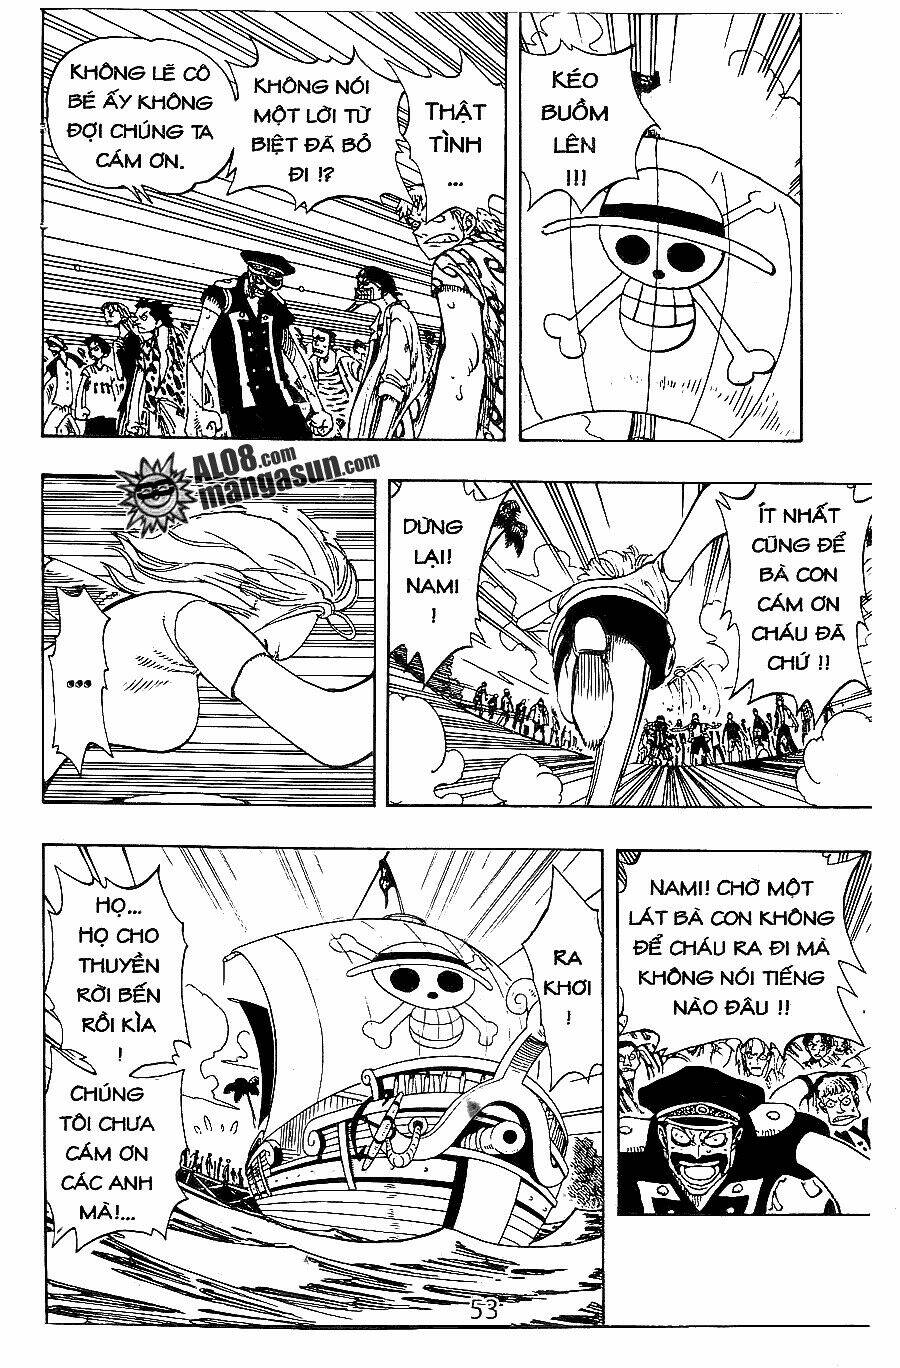 KÉO
BUỒM
LÊN
!!!
THẬT
TÌNH
...
KHÔNG NÓI
MỘT LỜI TỪ
BIỆT ĐÃ BỎ
ĐI !?
KHÔNG LẼ CÔ
BÉ ẤY KHÔNG
ĐỢI CHÚNG TA
CÁM ƠN.
AL08.com
mangasun.com
ÍT NHẤT
CŨNG ĐỂ
BÀ CON
CÁM ƠN
CHÁU ĐÃ
CHỨ !!
DỪNG
LẠI!
NAMI
!
...
NAMI! CHỜ MỘT
LÁT BÀ CON KHÔNG
ĐỂ CHÁU RA ĐI MÀ
KHÔNG NÓI TIẾNG
NÀO ĐÂU !!
RA
KHƠI
!
HỌ...
HỌ CHO
THUYỀN
RỜI BẾN
RỒI KÌA
!
CHÚNG
TÔI CHƯA
CÁM ƠN
CÁC ANH
MÀ!...
53